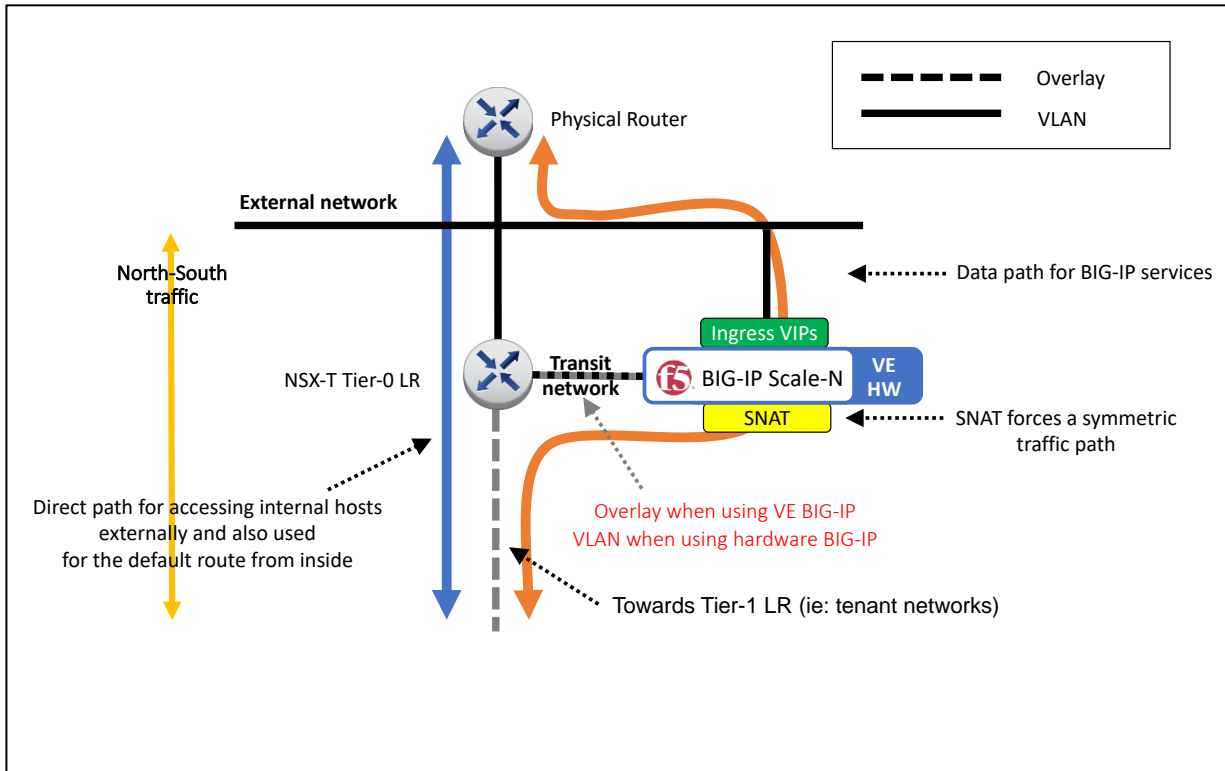 Overlay
VLAN
Physical Router
External network
North-South
traffic
Data path for BIG-IP services
Ingress VIPs
NSX-T Tier-0 LR
Transit
network
f5
BIG-IP Scale-N
VE
HW
SNAT
SNAT forces a symmetric
traffic path
Direct path for accessing internal hosts
externally and also used
for the default route from inside
Overlay when using VE BIG-IP
VLAN when using hardware BIG-IP
Towards Tier-1 LR (ie: tenant networks)